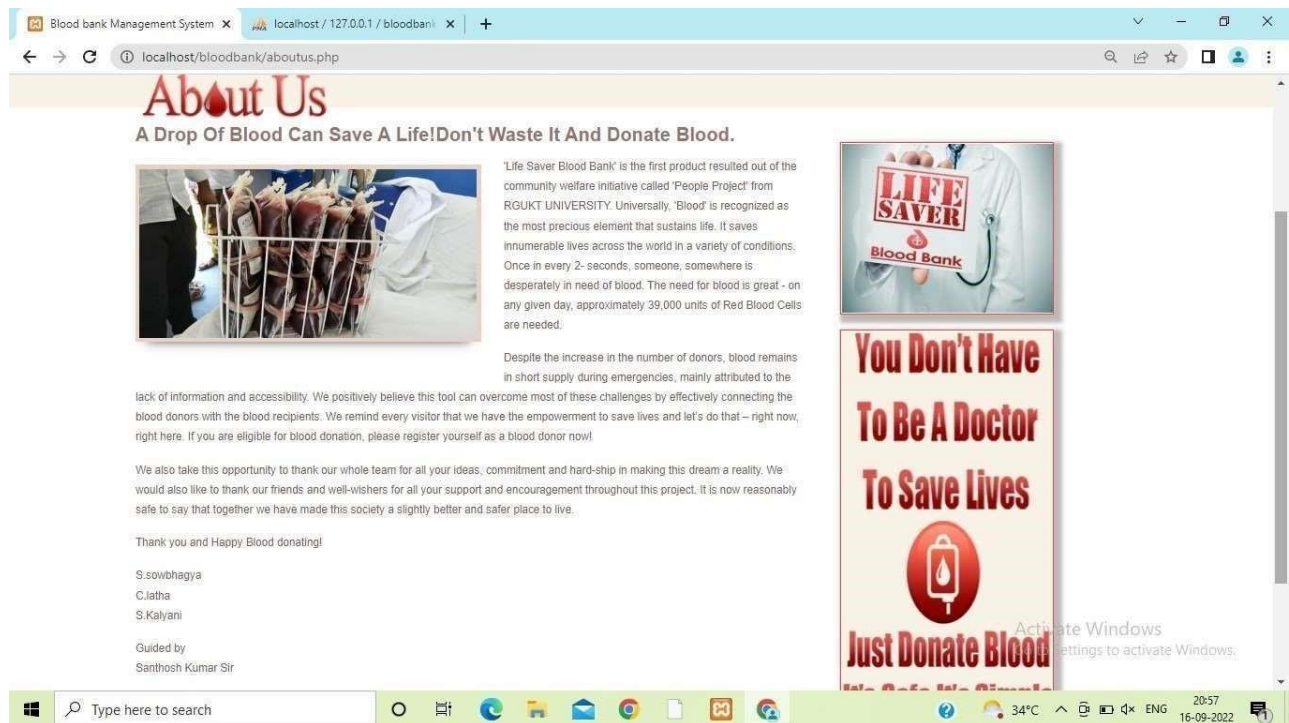 Blood bank Management System
localhost / 127.0.0.1 / bloodbank
localhost/bloodbank/aboutus.php
About Us
A Drop Of Blood Can Save A Life!Don't Waste It And Donate Blood.
'Life Saver Blood Bank' is the first product resulted out of the
community welfare initiative called 'People Project' from
RGUKT UNIVERSITY. Universally, 'Blood' is recognized as
the most precious element that sustains life. It saves
innumerable lives across the world in a variety of conditions.
Once in every 2- seconds, someone, somewhere is
desperately in need of blood. The need for blood is great - on
any given day, approximately 39,000 units of Red Blood Cells
are needed.
Despite the increase in the number of donors, blood remains
in short supply during emergencies, mainly attributed to the
lack of information and accessibility. We positively believe this tool can overcome most of these challenges by effectively connecting the
blood donors with the blood recipients. We remind every visitor that we have the empowerment to save lives and let's do that – right now,
right here. If you are eligible for blood donation, please register yourself as a blood donor now!
We also take this opportunity to thank our whole team for all your ideas, commitment and hard-ship in making this dream a reality. We
would also like to thank our friends and well-wishers for all your support and encouragement throughout this project. It is now reasonably
safe to say that together we have made this society a slightly better and safer place to live.
Thank you and Happy Blood donating!
S.sowbhagya
C.latha
S.Kalyani
Guided by
Santhosh Kumar Sir
LIFE
SAVER
Blood Bank
You Don't Have
To Be A Doctor
To Save Lives
Just Donate Blood
It's Safe It's Simple
Activate Windows
Go to Settings to activate Windows.
Type here to search
34°C
ENG
20:57
16-09-2022